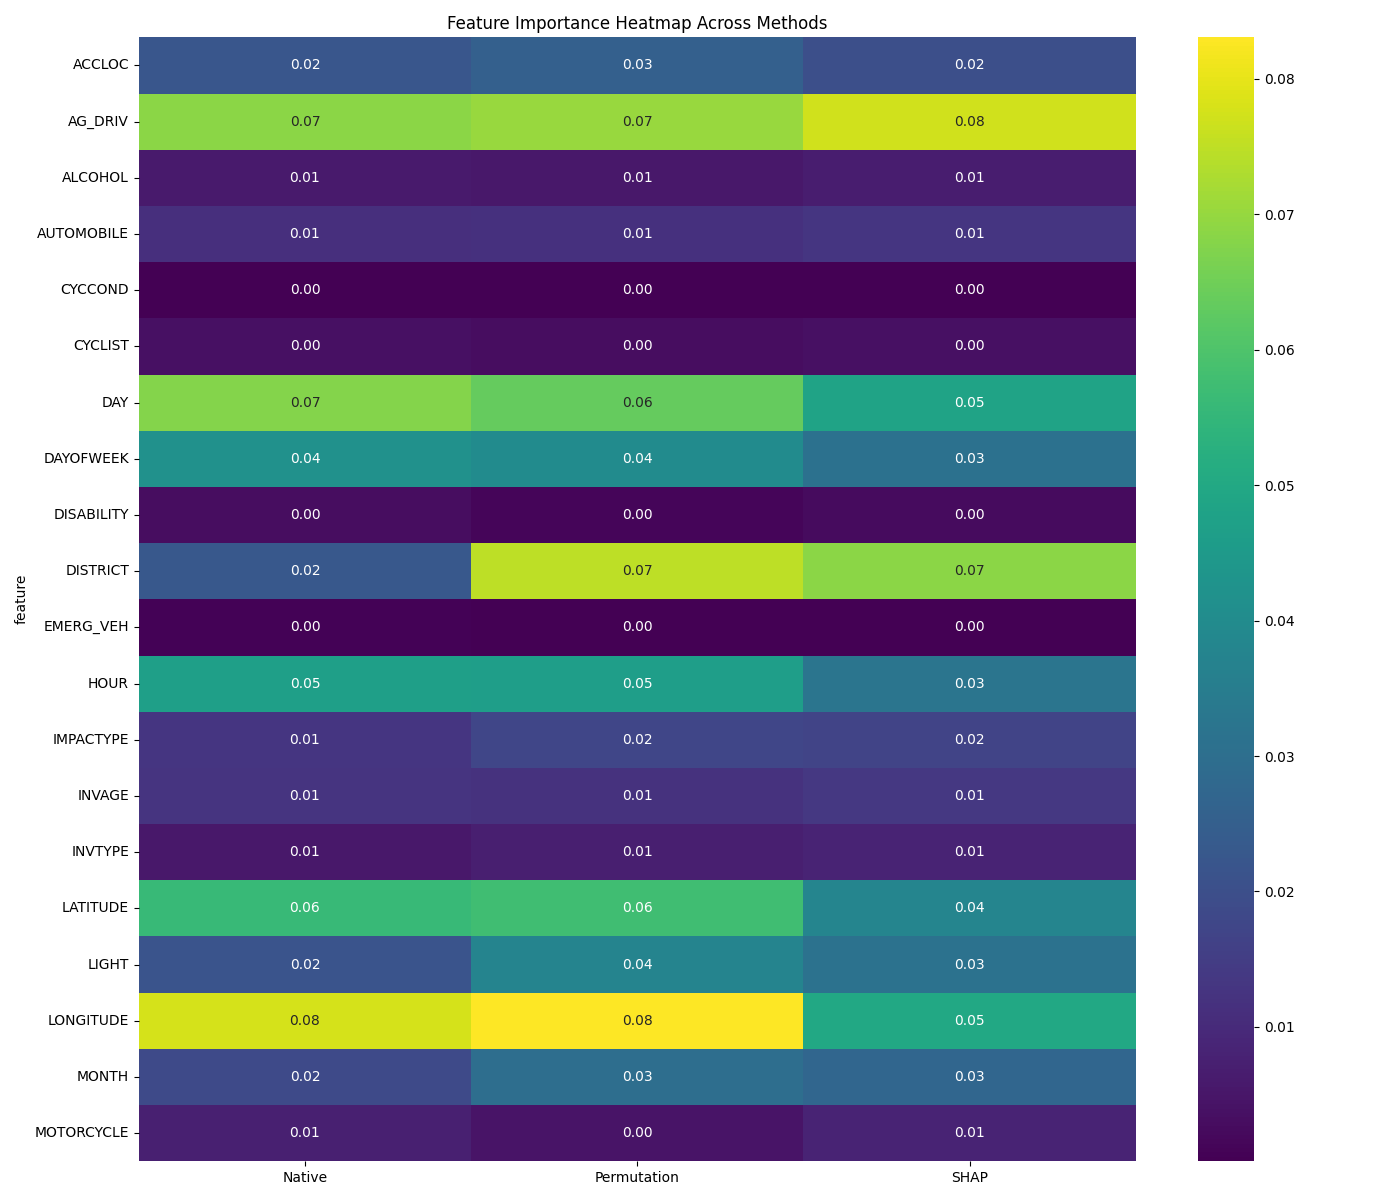 Feature Importance Heatmap Across Methods
feature
ACCLOC 0.02 0.03 0.02
AG_DRIV 0.07 0.07 0.08
ALCOHOL 0.01 0.01 0.01
AUTOMOBILE 0.01 0.01 0.01
CYCCOND 0.00 0.00 0.00
CYCLIST 0.00 0.00 0.00
DAY 0.07 0.06 0.05
DAYOFWEEK 0.04 0.04 0.03
DISABILITY 0.00 0.00 0.00
DISTRICT 0.02 0.07 0.07
EMERG_VEH 0.00 0.00 0.00
HOUR 0.05 0.05 0.03
IMPACTYPE 0.01 0.02 0.02
INVAGE 0.01 0.01 0.01
INVTYPE 0.01 0.01 0.01
LATITUDE 0.06 0.06 0.04
LIGHT 0.02 0.04 0.03
LONGITUDE 0.08 0.08 0.05
MONTH 0.02 0.03 0.03
MOTORCYCLE 0.01 0.00 0.01
Native Permutation SHAP
0.08
0.07
0.06
0.05
0.04
0.03
0.02
0.01